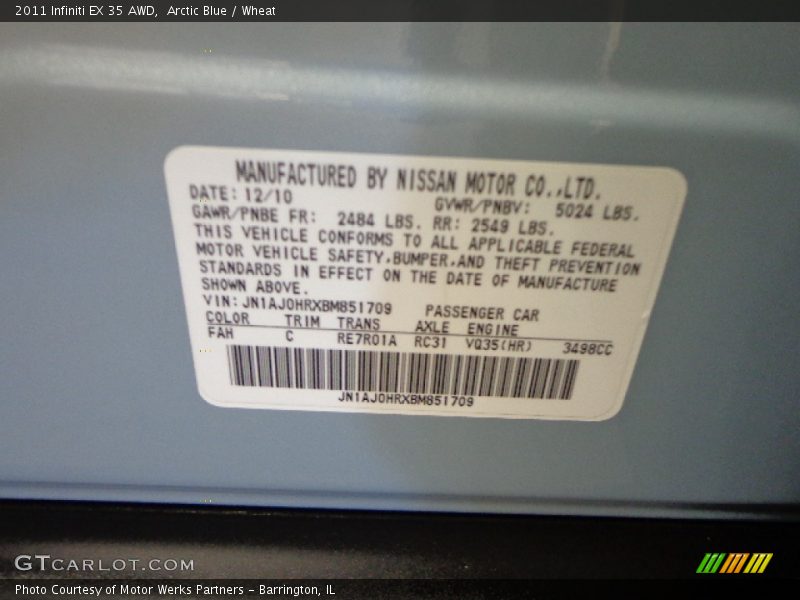 2011 Infiniti EX 35 AWD, Arctic Blue / Wheat
MANUFACTURED BY NISSAN MOTOR CO.,LTD.
DATE: 12/10 GVWR/PNBV: 5024 LBS.
GAWR/PNBE FR: 2484 LBS. RR: 2549 LBS.
THIS VEHICLE CONFORMS TO ALL APPLICABLE FEDERAL
MOTOR VEHICLE SAFETY,BUMPER,AND THEFT PREVENTION
STANDARDS IN EFFECT ON THE DATE OF MANUFACTURE
SHOWN ABOVE.
VIN: JN1AJ0HRXBM851709 PASSENGER CAR
COLOR TRIM TRANS AXLE ENGINE
FAH C RE7R01A RC31 VQ35(HR) 3498CC
JN1AJ0HRXBM851709
GTCARLOT.COM
Photo Courtesy of Motor Werks Partners - Barrington, IL